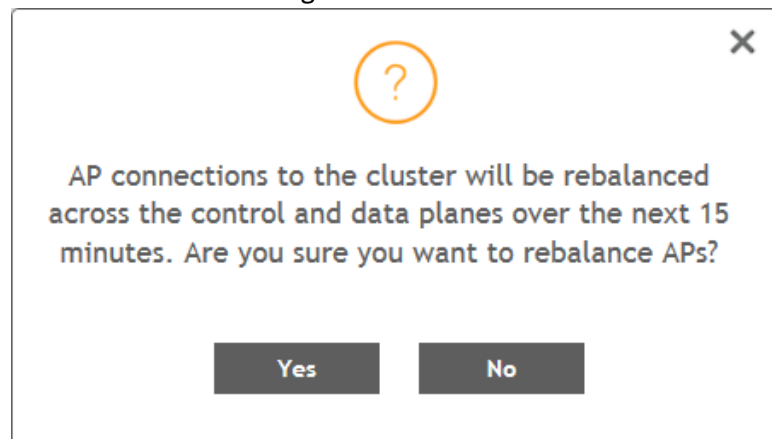 ?
AP connections to the cluster will be rebalanced
across the control and data planes over the next 15
minutes. Are you sure you want to rebalance APs?
Yes No